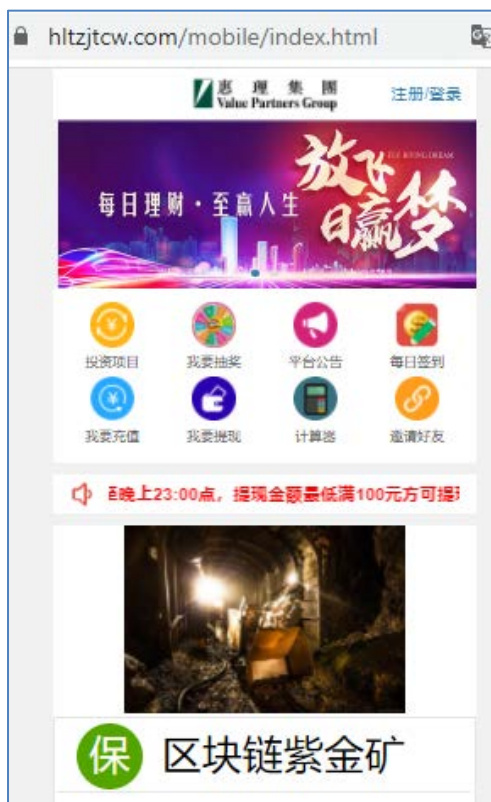 hltzjtcw.com/mobile/index.html
惠理集團
Value Partners Group
注册/登录
放飞
日赢梦
每日理财·至赢人生
投资项目
我要抽奖
平台公告
每日签到
我要充值
我要提现
计算器
邀请好友
晚上23:00点，提现金额最低满100元方可提
保
区块链紫金矿